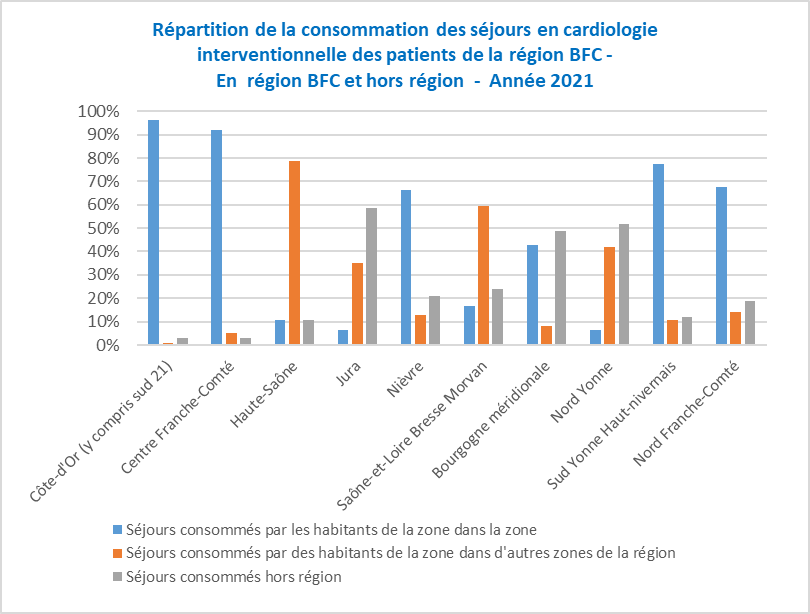 Répartition de la consommation des séjours en cardiologie
interventionnelle des patients de la région BFC -
En région BFC et hors région - Année 2021
100%
90%
80%
70%
60%
50%
40%
30%
20%
10%
0%
Côte-d'Or (y compris sud 21)
Centre Franche-Comté
Haute-Saône
Jura
Nièvre
Saône-et-Loire Bresse Morvan
Bourgogne méridionale
Nord Yonne
Sud Yonne Haut-nivernais
Nord Franche-Comté
Séjours consommés par les habitants de la zone dans la zone
Séjours consommés par des habitants de la zone dans d'autres zones de la région
Séjours consommés hors région